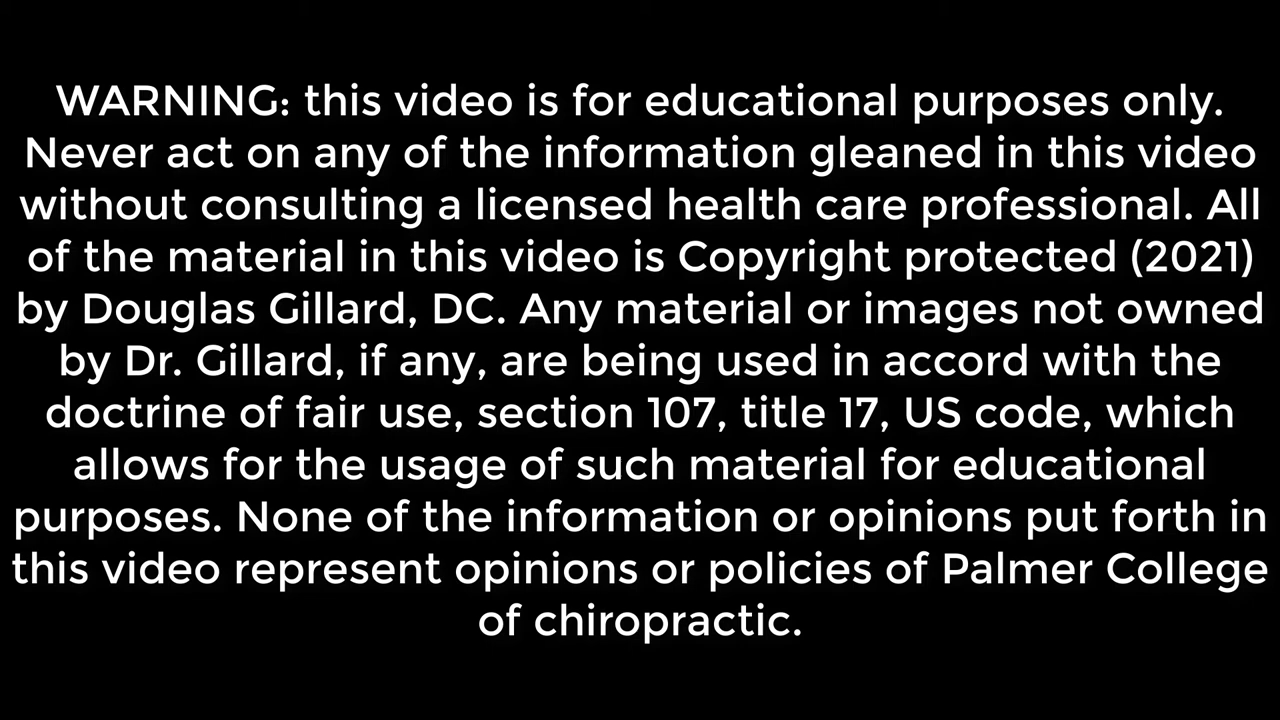 WARNING: this video is for educational purposes only.
Never act on any of the information gleaned in this video
without consulting a licensed health care professional. All
of the material in this video is Copyright protected (2021)
by Douglas Gillard, DC. Any material or images not owned
by Dr. Gillard, if any, are being used in accord with the
doctrine of fair use, section 107, title 17, US code, which
allows for the usage of such material for educational
purposes. None of the information or opinions put forth in
this video represent opinions or policies of Palmer College
of chiropractic.